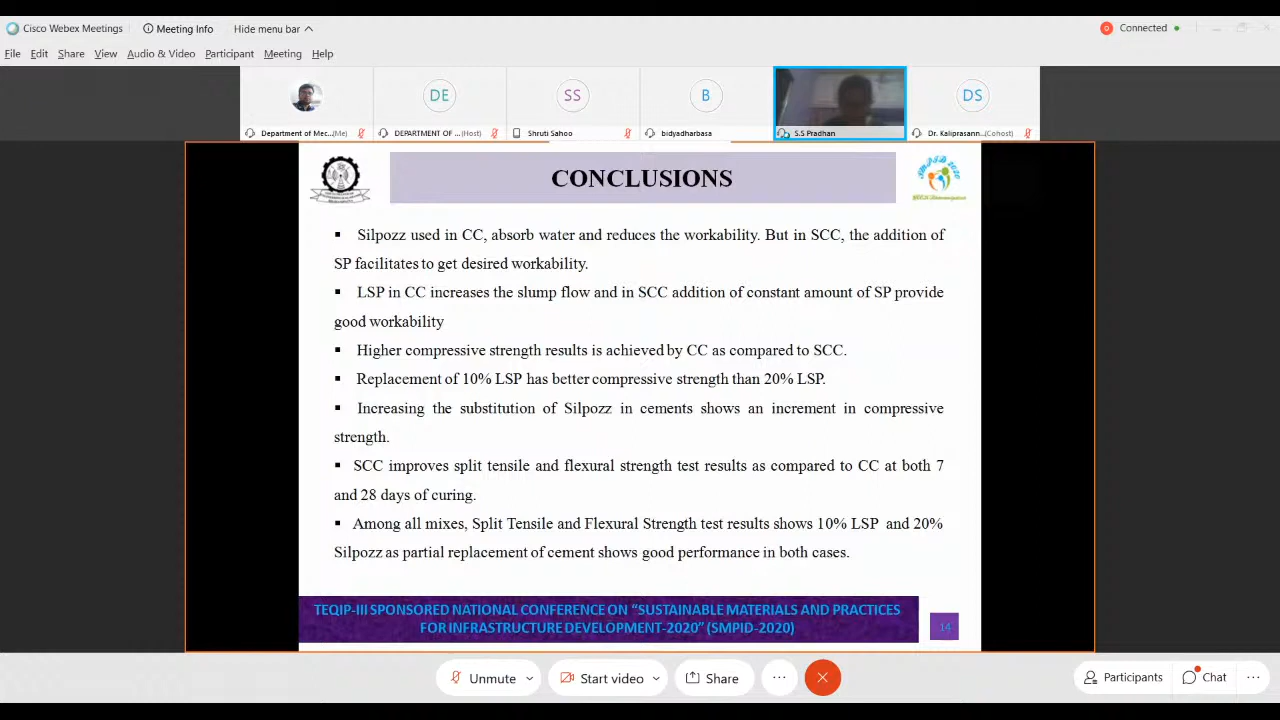 Cisco Webex Meetings Meeting Info Hide menu bar Connected
File Edit Share View Audio & Video Participant Meeting Help
DE SS B DS
Department of Mec... (Me) DEPARTMENT OF ... (Host) Shruti Sahoo bidyadharbasa S.S Pradhan Dr. Kaliprasann... (Cohost)
CONCLUSIONS
Silpozz used in CC, absorb water and reduces the workability. But in SCC, the addition of
SP facilitates to get desired workability.
LSP in CC increases the slump flow and in SCC addition of constant amount of SP provide
good workability
Higher compressive strength results is achieved by CC as compared to SCC.
Replacement of 10% LSP has better compressive strength than 20% LSP.
Increasing the substitution of Silpozz in cements shows an increment in compressive
strength.
SCC improves split tensile and flexural strength test results as compared to CC at both 7
and 28 days of curing.
Among all mixes, Split Tensile and Flexural Strength test results shows 10% LSP and 20%
Silpozz as partial replacement of cement shows good performance in both cases.
TEQIP-III SPONSORED NATIONAL CONFERENCE ON “SUSTAINABLE MATERIALS AND PRACTICES
FOR INFRASTRUCTURE DEVELOPMENT-2020” (SMPID-2020)
14
Unmute Start video Share Participants Chat